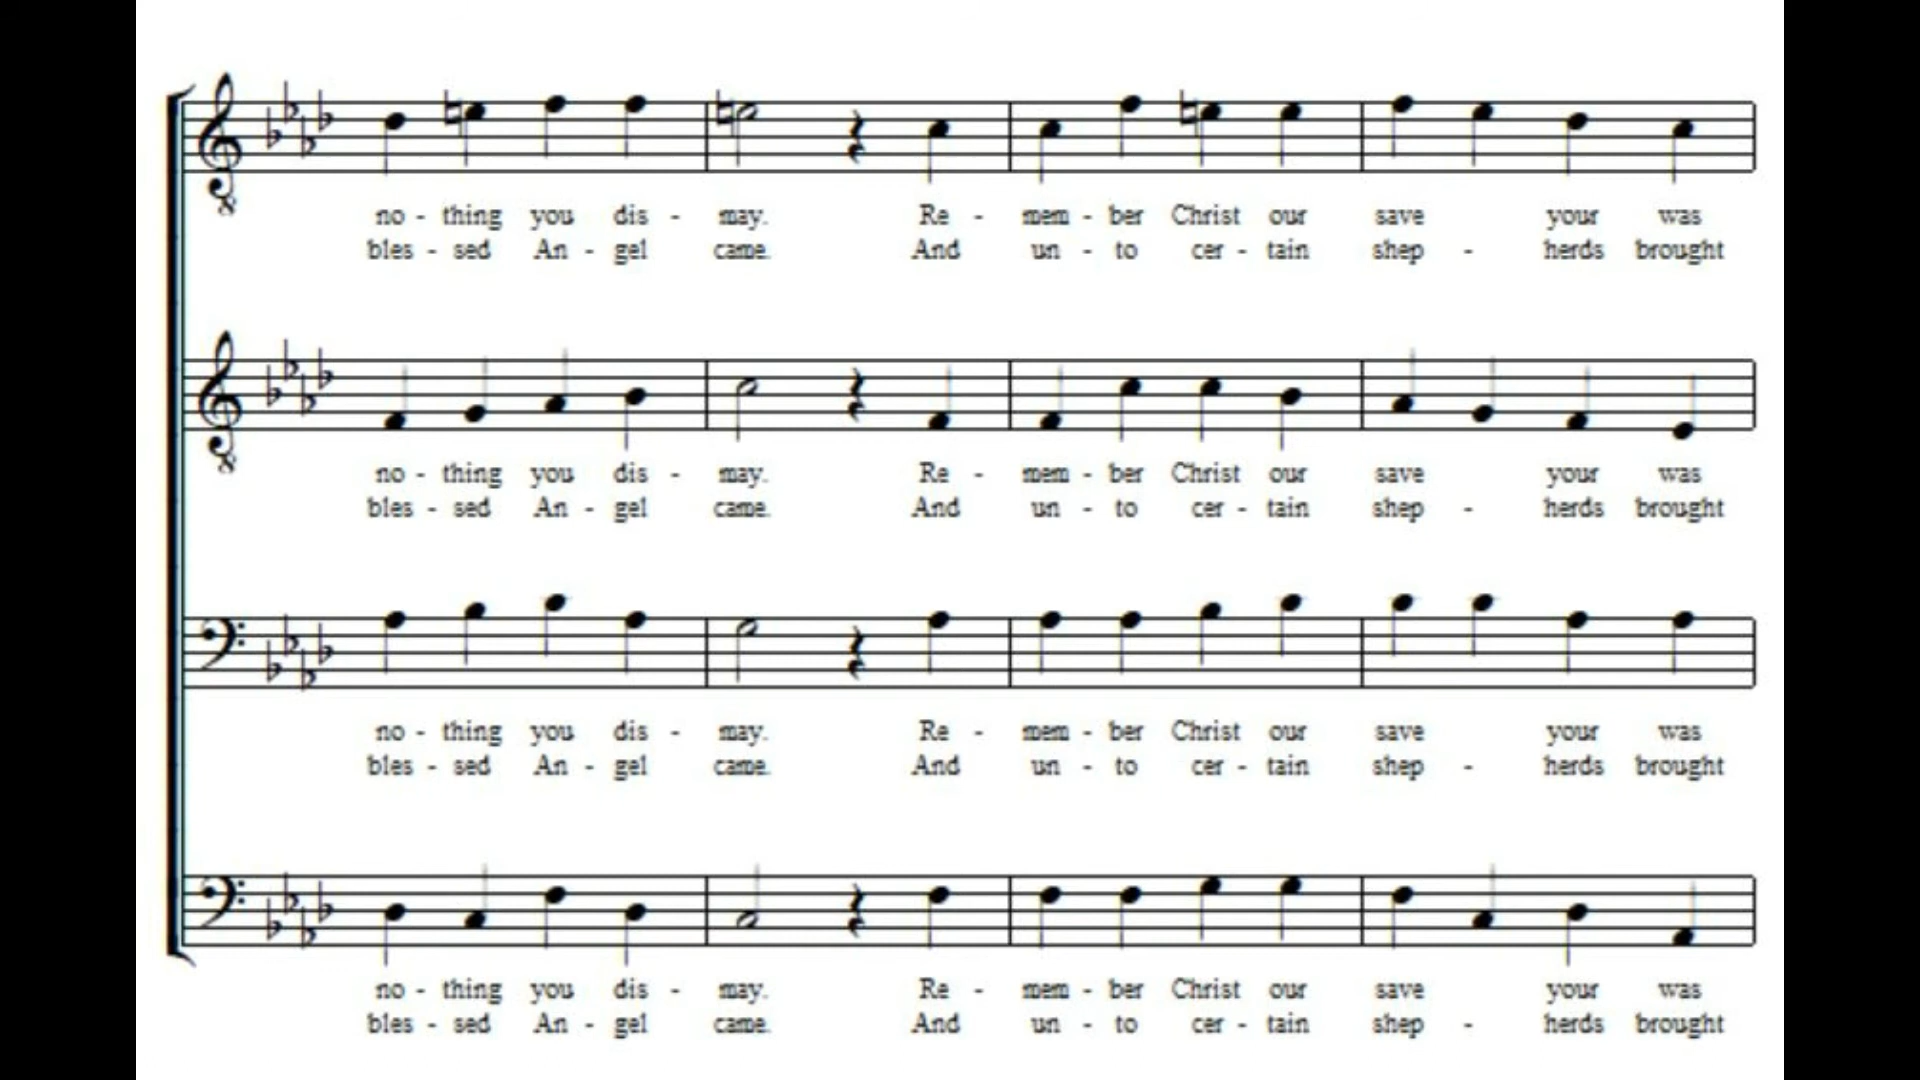 no - thing you dis - may. Re - mem - ber Christ our save your was
bles - sed An - gel came. And un - to cer - tain shep - herds brought
no - thing you dis - may. Re - mem - ber Christ our save your was
bles - sed An - gel came. And un - to cer - tain shep - herds brought
no - thing you dis - may. Re - mem - ber Christ our save your was
bles - sed An - gel came. And un - to cer - tain shep - herds brought
no - thing you dis - may. Re - mem - ber Christ our save your was
bles - sed An - gel came. And un - to cer - tain shep - herds brought